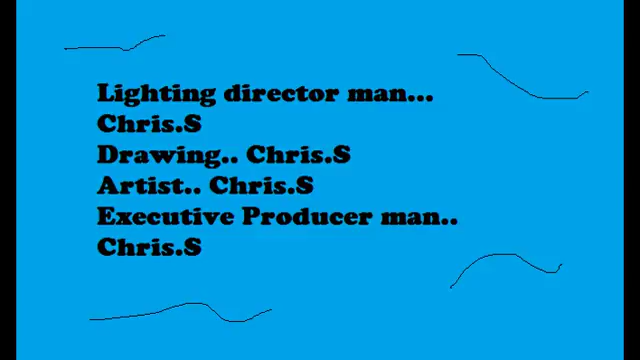 Lighting director man...
Chris.S
Drawing.. Chris.S
Artist.. Chris.S
Executive Producer man..
Chris.S